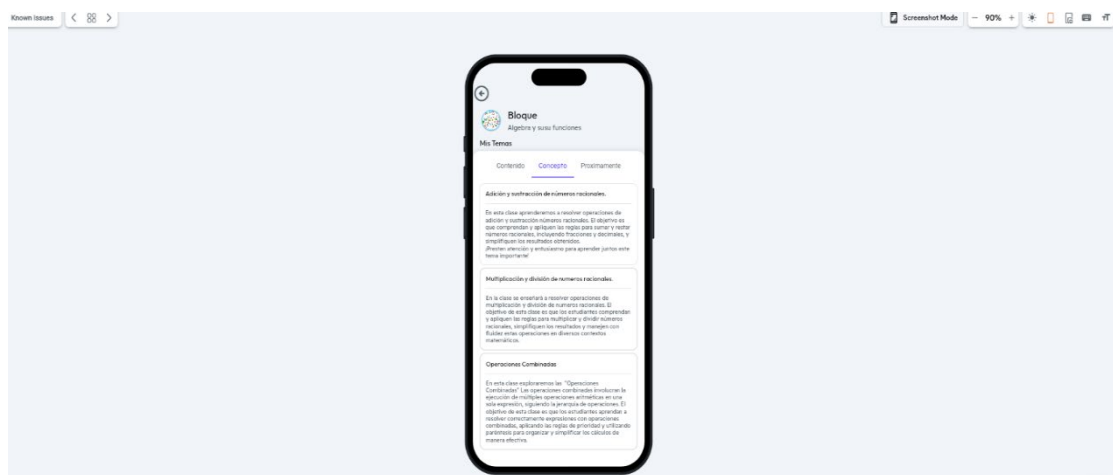 Known Issues
Screenshot Mode
90%
Bloque
Algebra y susu funciones
Mis Temas
Contenido Concepto Proximamente
Adición y sustracción de números racionales.
En esta clase aprenderemos a resolver operaciones de
adición y sustracción números racionales. El objetivo es
que comprendan y apliquen las reglas para sumar y restar
números racionales, incluyendo fracciones y decimales, y
simplifiquen los resultados obtenidos.
¡Presten atención y entusiasmo para aprender juntos este
tema importante!
Multiplicación y división de numeros racionales.
En la clase se enseñará a resolver operaciones de
multiplicación y división de numeros racionales. El
objetivo de esta clase es que los estudiantes comprendan
y apliquen las reglas para multiplicar y dividir números
racionales, simplifiquen los resultados y manejen con
fluidez estas operaciones en diversos contextos
matemáticos.
Operaciones Combinadas
En esta clase exploraremos las "Operaciones
Combinadas" Las operaciones combinadas involucran la
ejecución de múltiples operaciones aritméticas en una
sola expresión, siguiendo la jerarquía de operaciones. El
objetivo de esta clase es que los estudiantes aprendan a
resolver correctamente expresiones con operaciones
combinadas, aplicando las reglas de prioridad y utilizando
paréntesis para organizar y simplificar los cálculos de
manera efectiva.